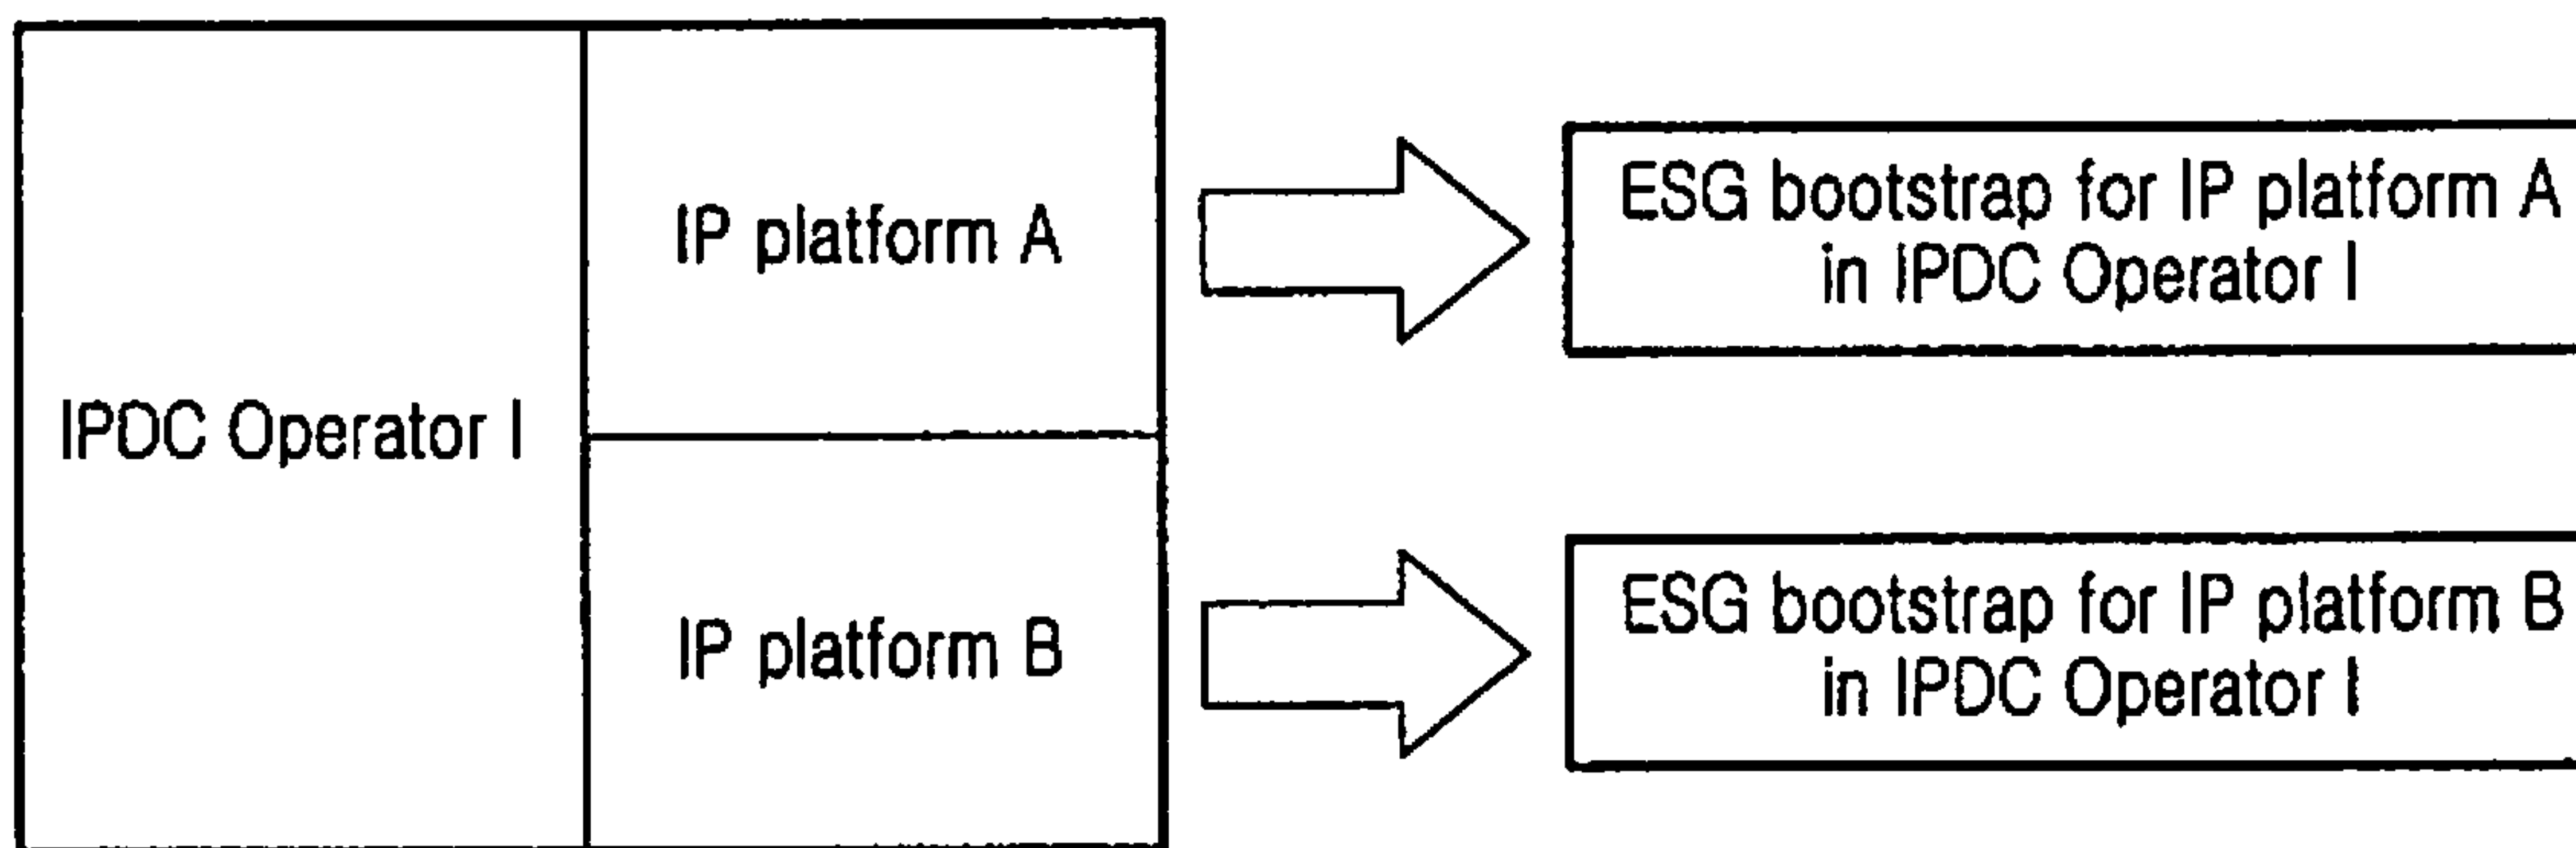 IPDC Operator I
IP platform A
IP platform B
ESG bootstrap for IP platform A
in IPDC Operator I
ESG bootstrap for IP platform B
in IPDC Operator I